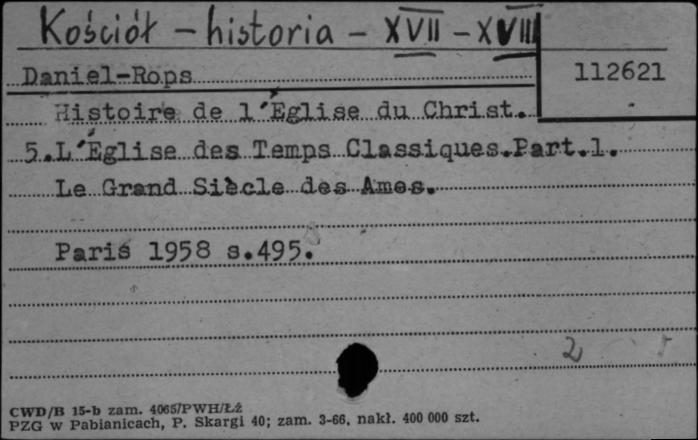 Kościół – historia – XVII – XVIII
Daniel-Rops
112621
Histoire de l'Église du Christ.
5.L'Église des Temps Classiques.Part.1.
Le Grand Siècle des Ames.
Paris 1958 s.495.
2
CWD/B 15-b zam. 4065/PWH/Łż
PZG w Pabianicach, P. Skargi 40; zam. 3-66, nakł. 400 000 szt.